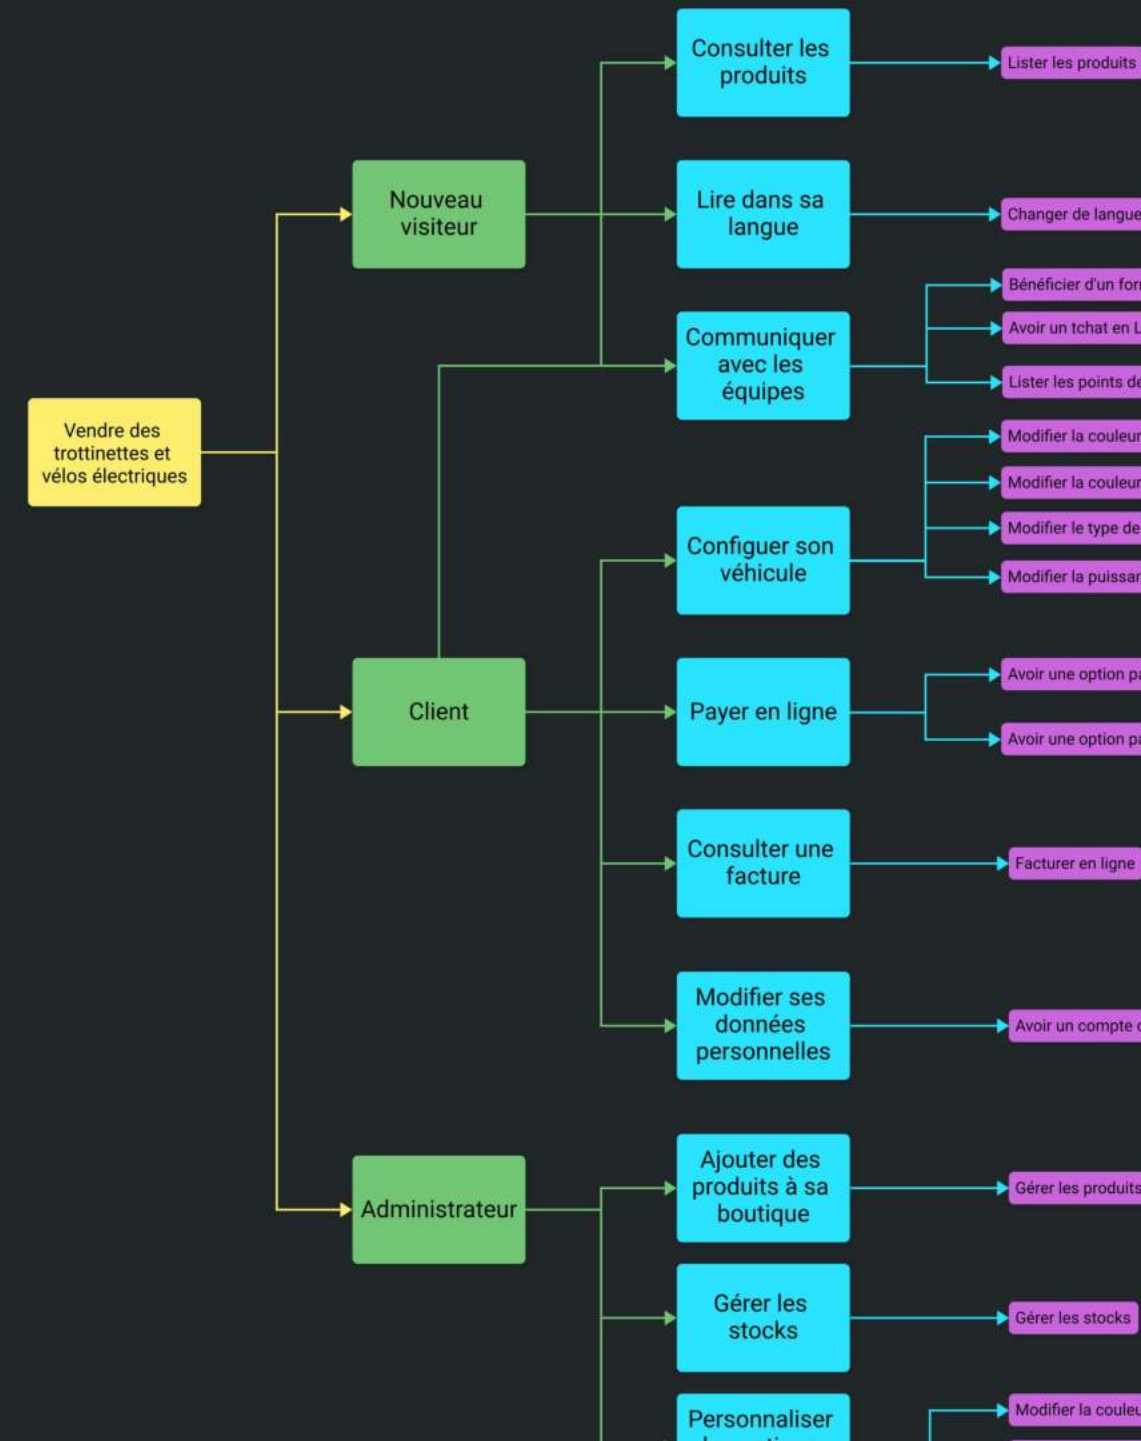 Consulter les
produits
Lister les produits
Nouveau
visiteur
Lire dans sa
langue
Changer de langue
Communiquer
avec les
équipes
Bénéficier d'un
Avoir un tchat en
Lister les points de
Vendre des
trottinettes et
vélos électriques
Configuer son
véhicule
Modifier la couleur
Modifier la couleur
Modifier le type de
Modifier la
Client
Payer en ligne
Avoir une option
Avoir une option
Consulter une
facture
Facturer en ligne
Modifier ses
données
personnelles
Avoir un compte
Administrateur
Ajouter des
produits à sa
boutique
Gérer les produits
Gérer les
stocks
Gérer les stocks
Personnaliser
Modifier la